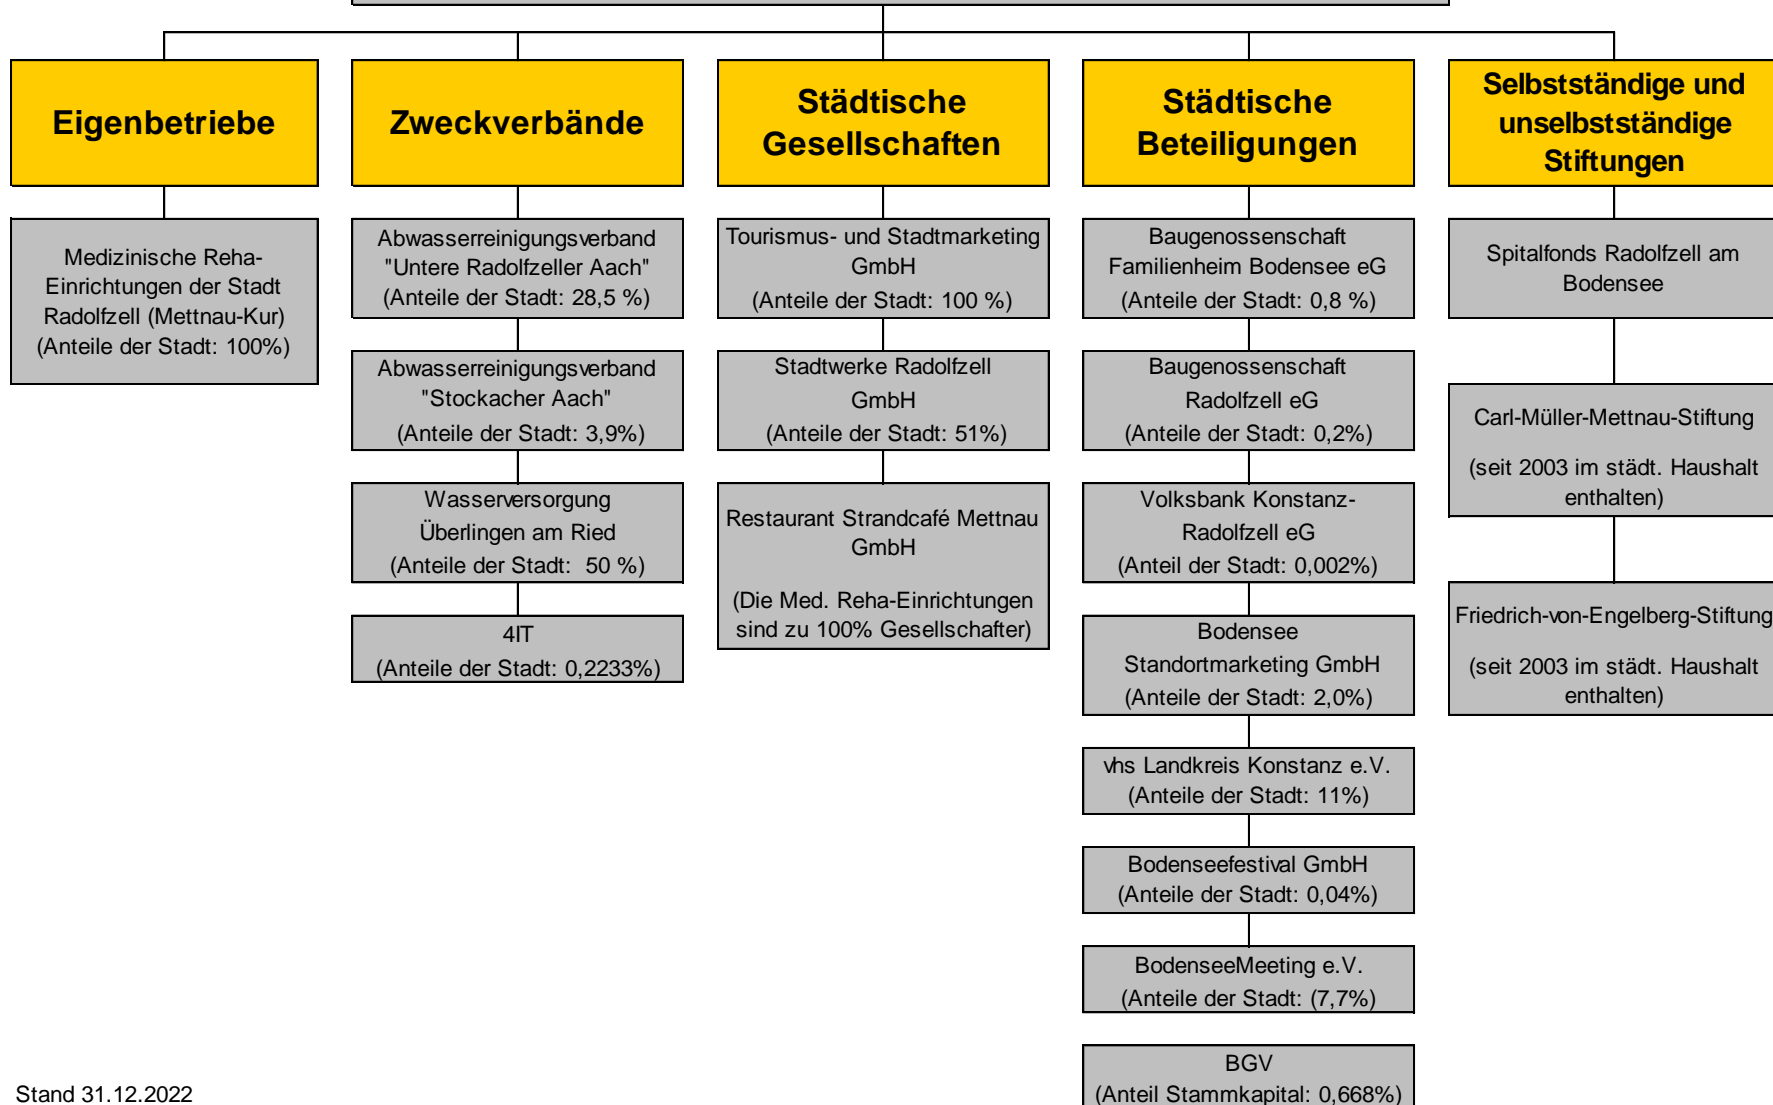 Eigenbetriebe
Medizinische Reha-
Einrichtungen der Stadt
Radolfzell (Mettnau-Kur)
(Anteile der Stadt: 100%)
Zweckverbände
Abwasserreinigungsverband
"Untere Radolfzeller Aach"
(Anteile der Stadt: 28,5 %)
Abwasserreinigungsverband
"Stockacher Aach"
(Anteile der Stadt: 3,9%)
Wasserversorgung
Überlingen am Ried
(Anteile der Stadt:  50 %)
4IT
(Anteile der Stadt: 0,2233%)
Städtische
Gesellschaften
Tourismus- und Stadtmarketing
GmbH
(Anteile der Stadt: 100 %)
Stadtwerke Radolfzell
GmbH
(Anteile der Stadt: 51%)
Restaurant Strandcafé Mettnau
GmbH
(Die Med. Reha-Einrichtungen
sind zu 100% Gesellschafter)
Städtische
Beteiligungen
Baugenossenschaft
Familienheim Bodensee eG
(Anteile der Stadt: 0,8 %)
Baugenossenschaft
Radolfzell eG
(Anteile der Stadt: 0,2%)
Volksbank Konstanz-
Radolfzell eG
(Anteil der Stadt: 0,002%)
Bodensee
Standortmarketing GmbH
(Anteile der Stadt: 2,0%)
vhs Landkreis Konstanz e.V.
(Anteile der Stadt: 11%)
Bodenseefestival GmbH
(Anteile der Stadt: 0,04%)
BodenseeMeeting e.V.
(Anteile der Stadt: (7,7%)
BGV
(Anteil Stammkapital: 0,668%)
Selbstständige und
unselbstständige
Stiftungen
Spitalfonds Radolfzell am
Bodensee
Carl-Müller-Mettnau-Stiftung
(seit 2003 im städt. Haushalt
enthalten)
Friedrich-von-Engelberg-Stiftung
(seit 2003 im städt. Haushalt
enthalten)
Stand 31.12.2022